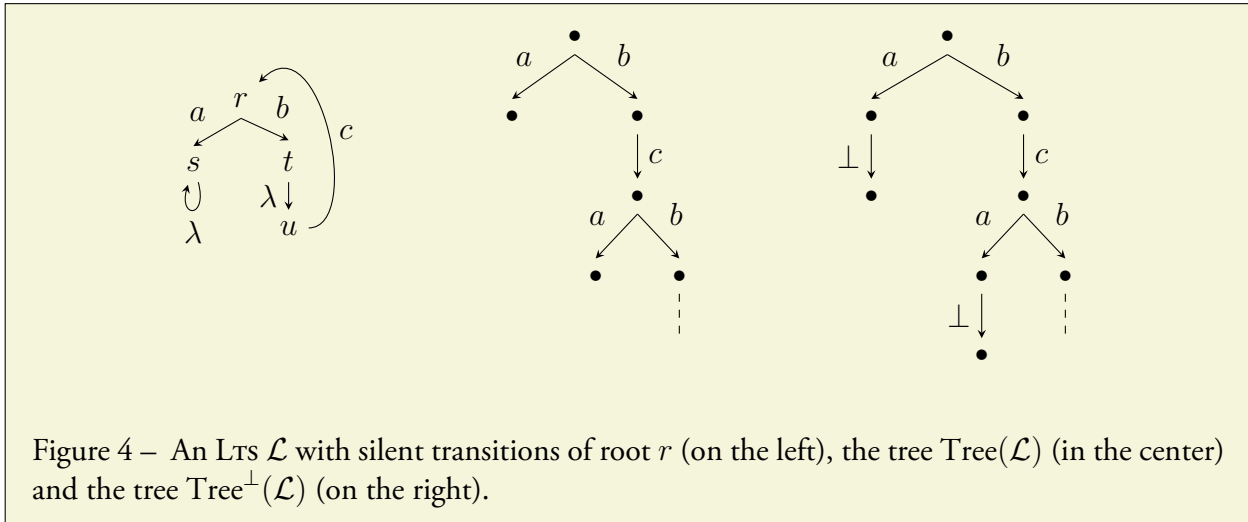 a b a b
a r b c
s t ⊥ c c
λ λ u a b a b
⊥
Figure 4 – An LTS 𝓛 with silent transitions of root r (on the left), the tree Tree(𝓛) (in the center)
and the tree Tree^⊥(𝓛) (on the right).